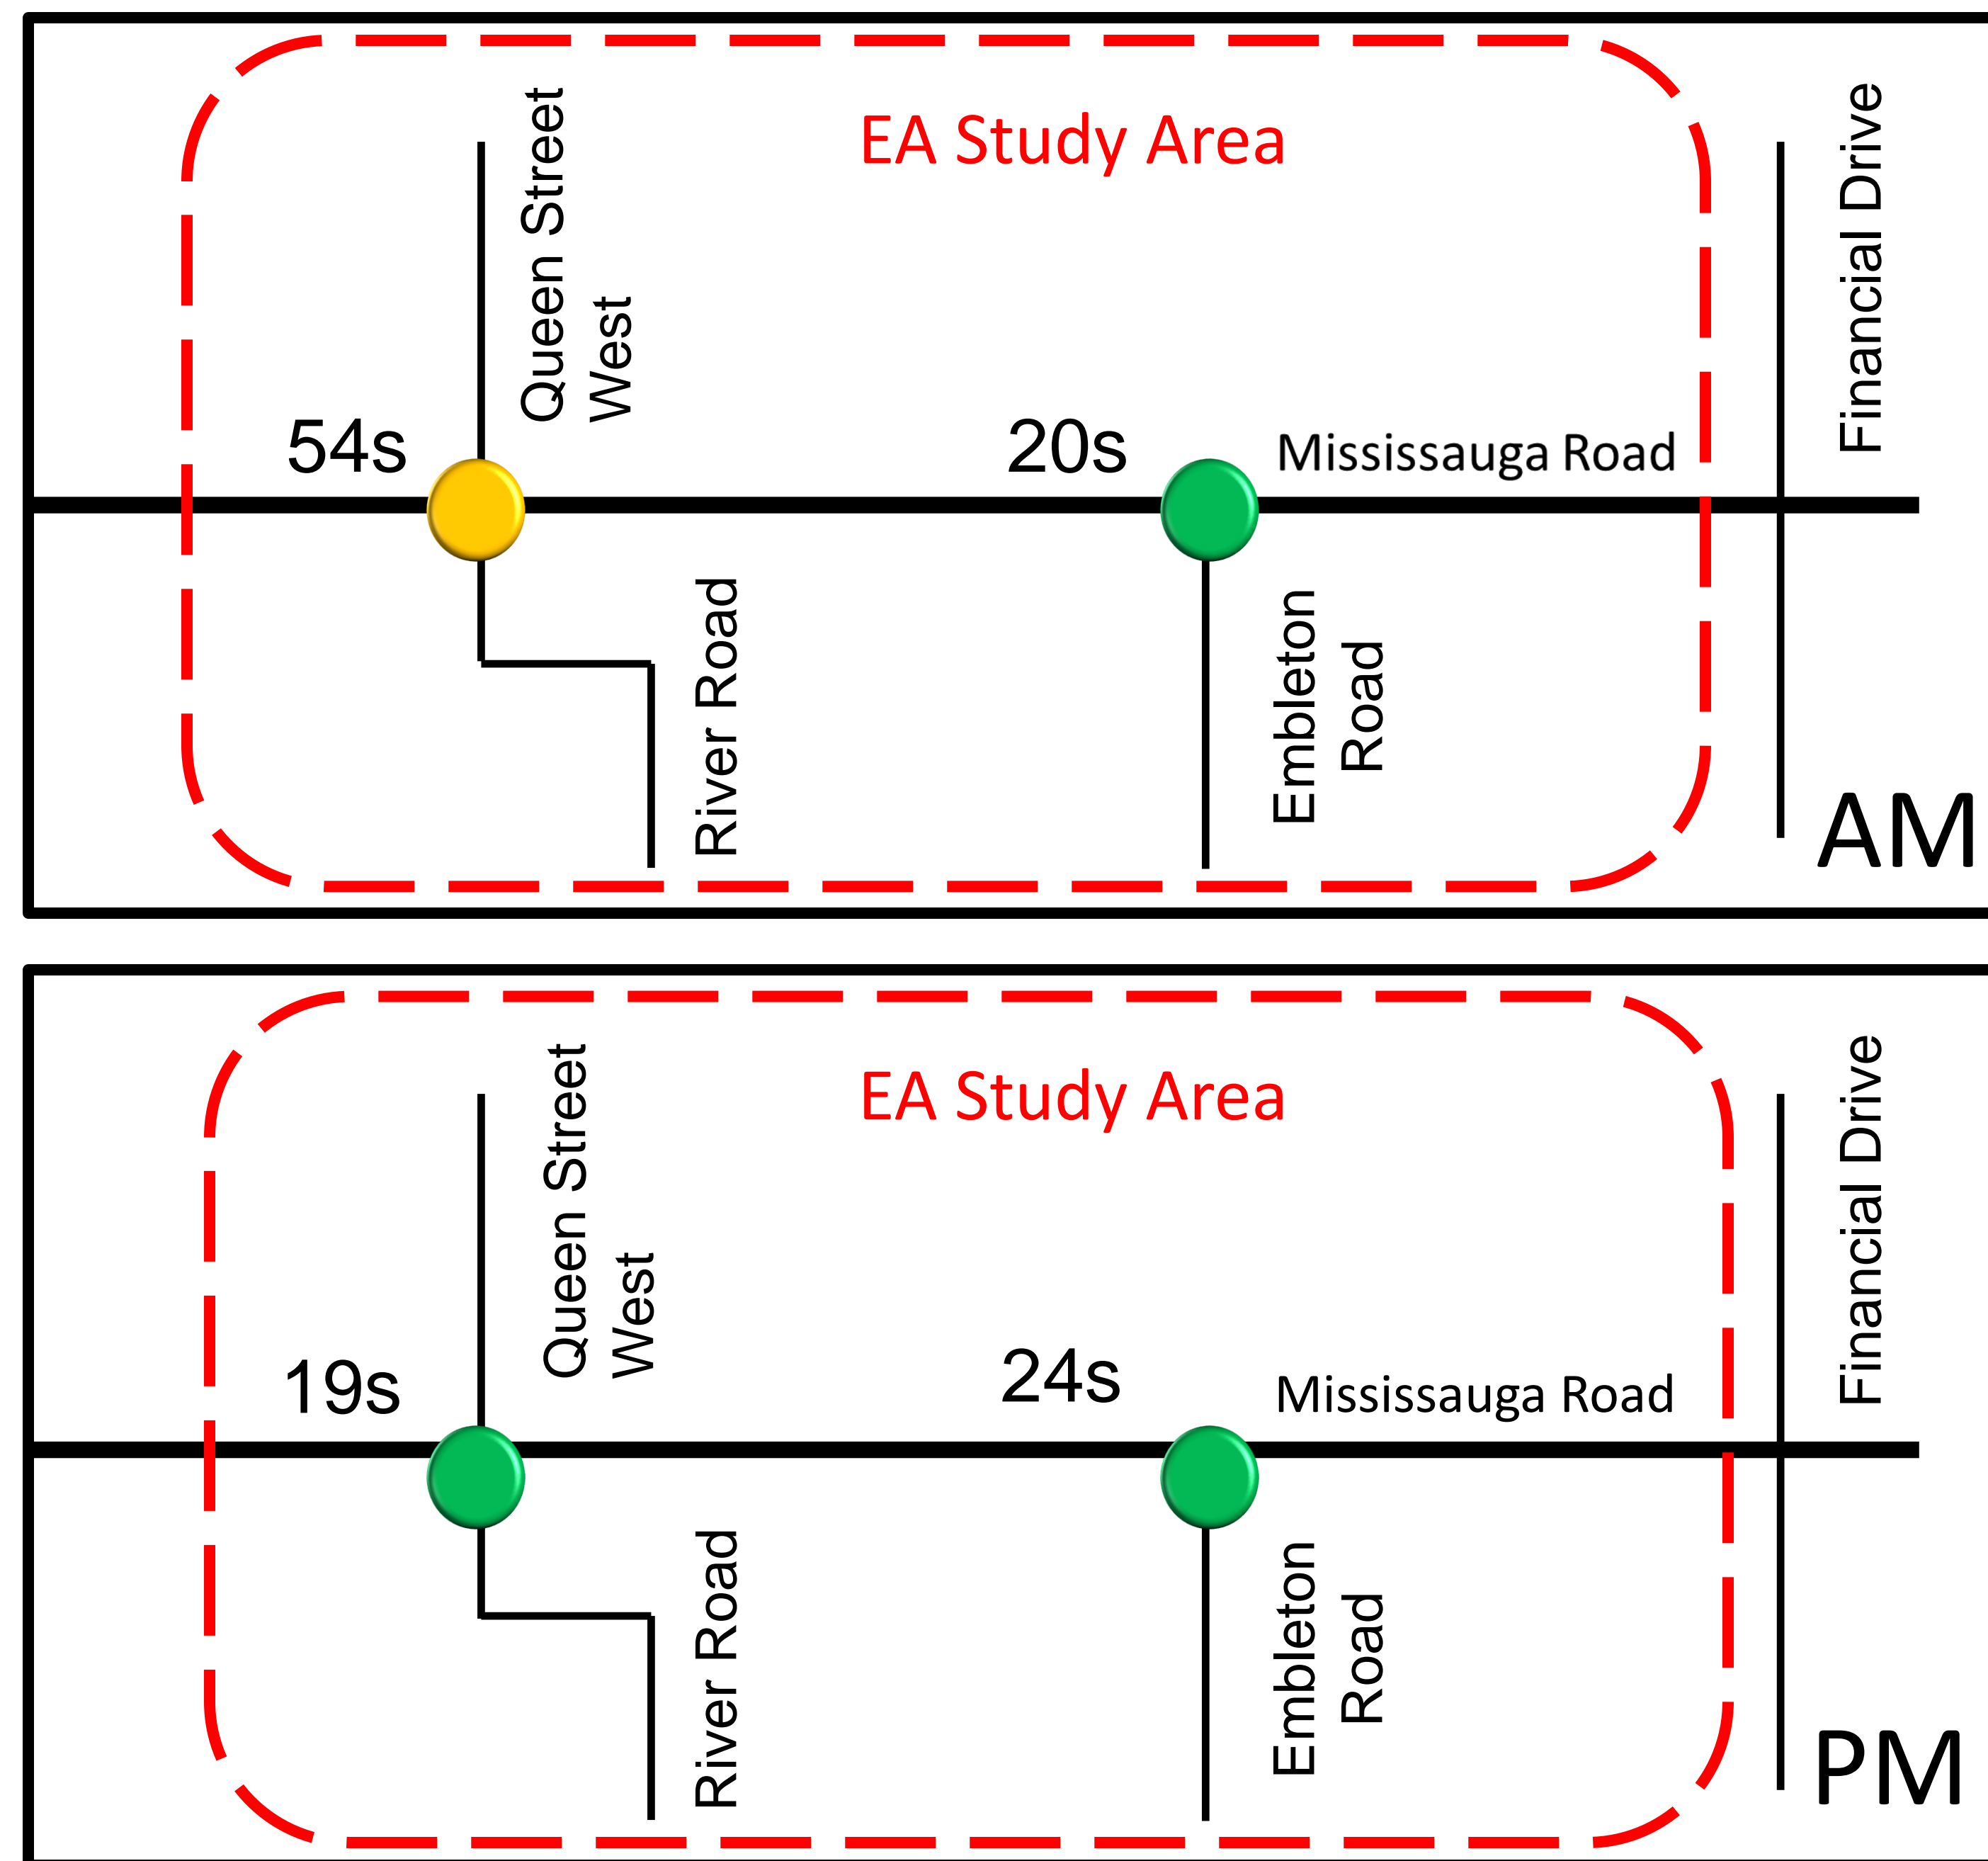 EA Study Area
Queen Street
West
Financial Drive
54s
20s
Mississauga Road
River Road
Embleton
Road
AM
EA Study Area
Queen Street
West
Financial Drive
19s
24s
Mississauga Road
River Road
Embleton
Road
PM